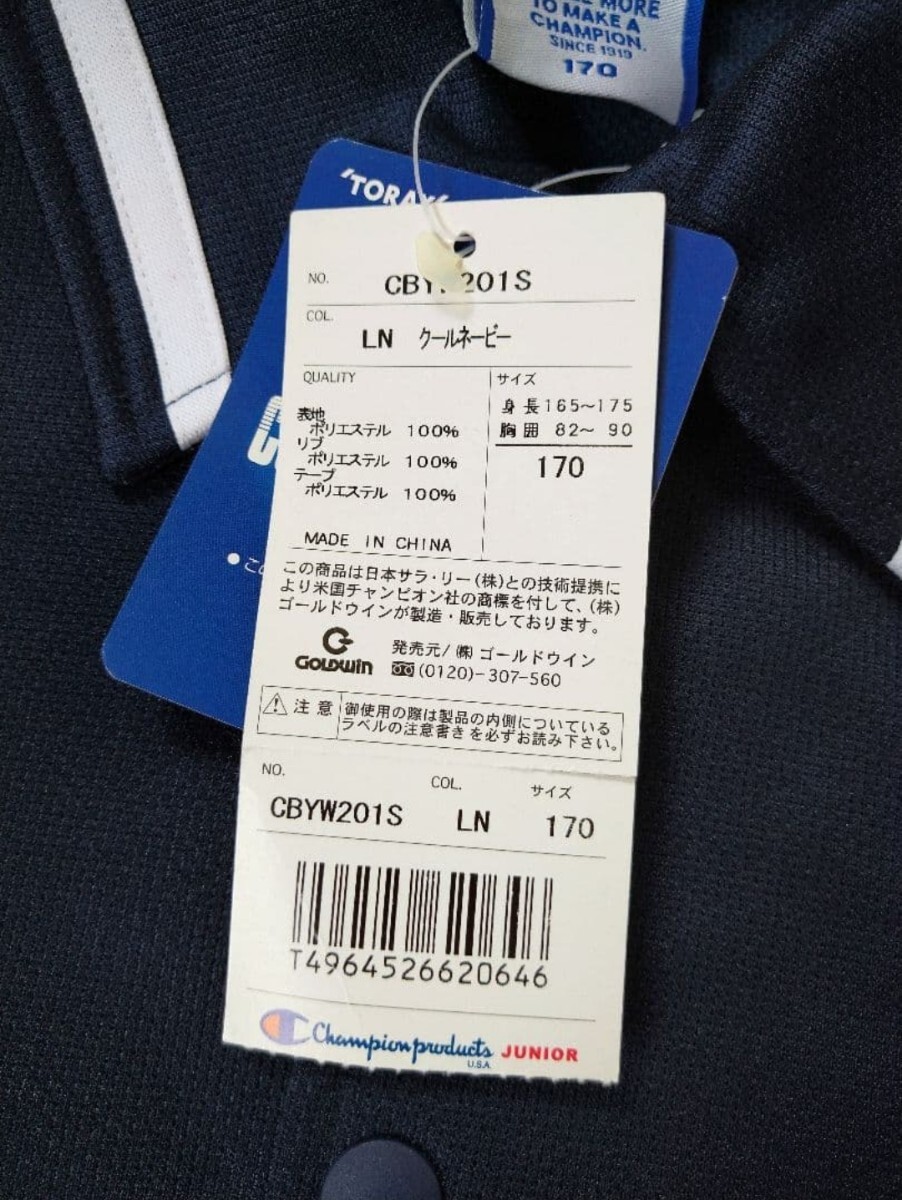 MORE
TO MAKE A
CHAMPION.
SINCE 1919
170
"TORAY"
NO. CBYW201S
COL.
LN クールネービー
QUALITY
表地
ポリエステル 100%
リブ
ポリエステル 100%
テープ
ポリエステル 100%
MADE IN CHINA
サイズ
身長165〜175
胸囲 82〜 90
170
この商品は日本サラ・リー(株)との技術提携に
より米国チャンピオン社の商標を付して、(株)
ゴールドウインが製造・販売しております。
GOLDWIN
発売元/(株)ゴールドウイン
(0120)-307-560
注意
御使用の際は製品の内側についている
ラベルの注意書きを必ずお読み下さい。
NO. COL. サイズ
CBYW201S LN 170
T4964526620646
Champion products JUNIOR
U.S.A.